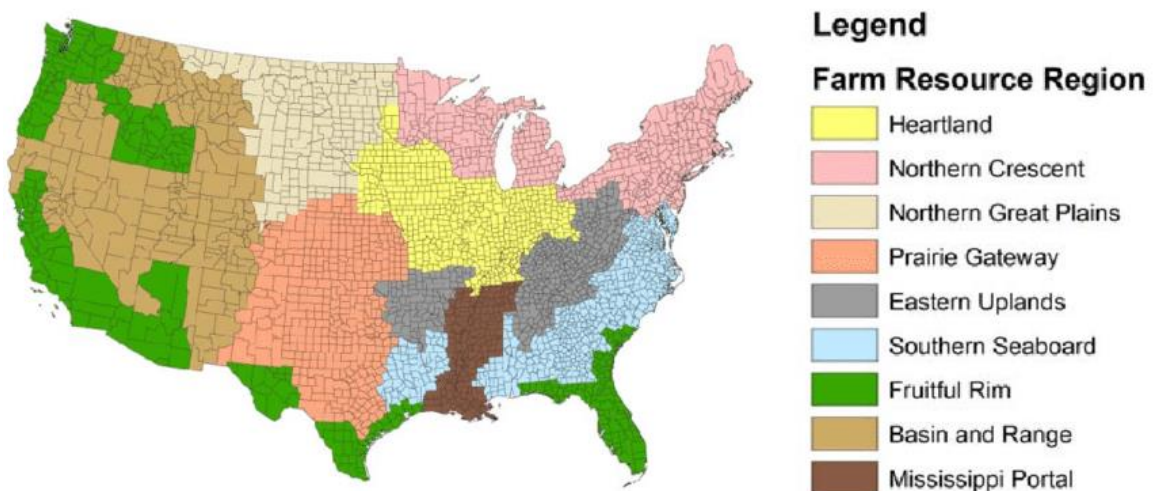 Legend
Farm Resource Region
Heartland
Northern Crescent
Northern Great Plains
Prairie Gateway
Eastern Uplands
Southern Seaboard
Fruitful Rim
Basin and Range
Mississippi Portal